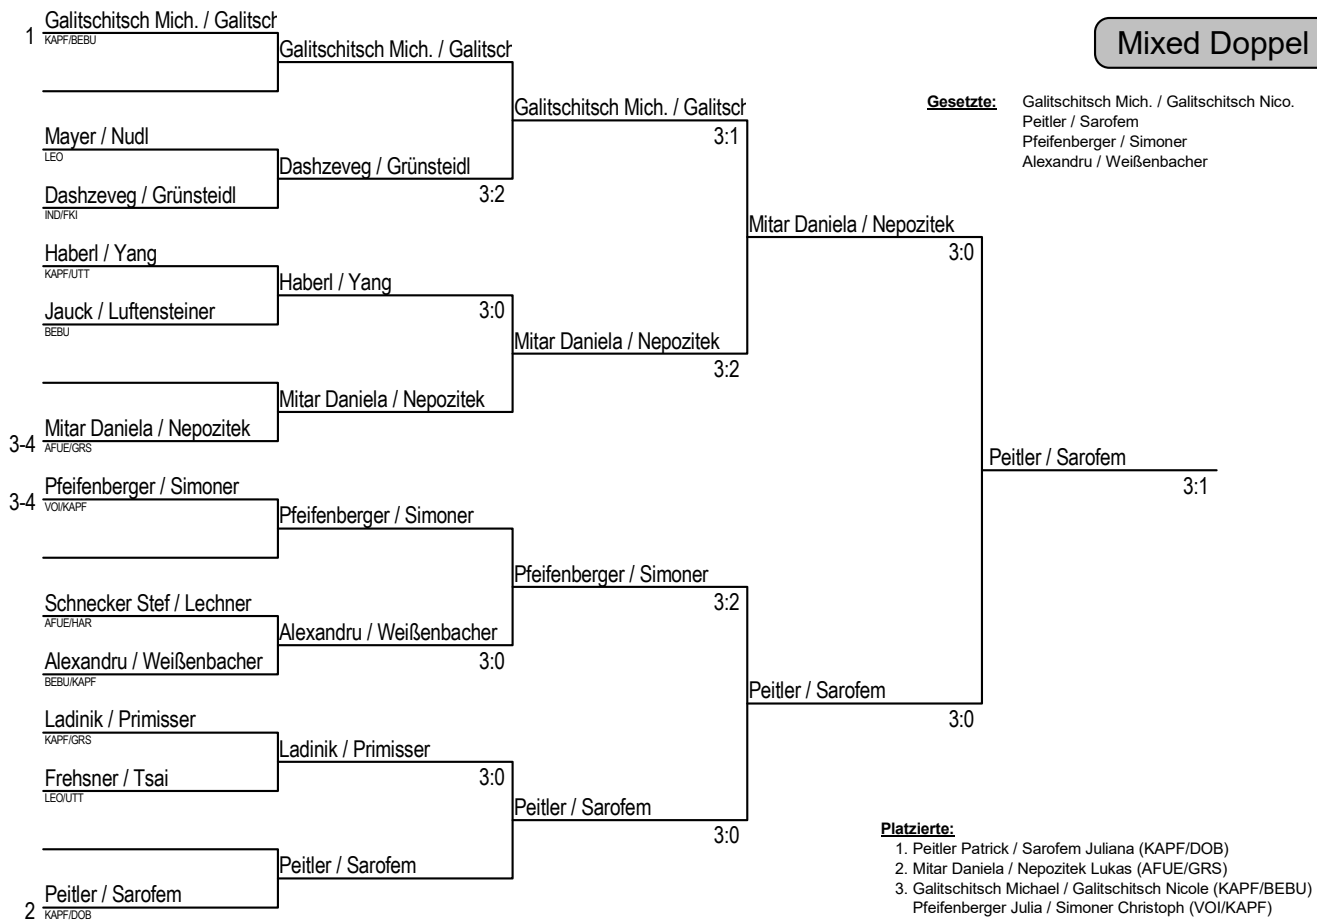 Mixed Doppel
Gesetzte: Galitschitsch Mich. / Galitschitsch Nico.
Peitler / Sarofem
Pfeifenberger / Simoner
Alexandru / Weißenbacher
1 Galitschitsch Mich. / Galitsch
KAPF/BEBU
Mayer / Nudl
LEO
Dashzeveg / Grünsteidl
IND/FKI
Haberl / Yang
KAPF/UTT
Jauck / Luftensteiner
BEBU
3-4 Mitar Daniela / Nepozitek
AFUE/GRS
3-4 Pfeifenberger / Simoner
VOI/KAPF
Schnecker Stef / Lechner
AFUE/HAR
Alexandru / Weißenbacher
BEBU/KAPF
Ladinik / Primisser
KAPF/GRS
Frehsner / Tsai
LEO/UTT
2 Peitler / Sarofem
KAPF/DOB
Galitschitsch Mich. / Galitsch
Dashzeveg / Grünsteidl
3:2
Haberl / Yang
3:0
Mitar Daniela / Nepozitek
Pfeifenberger / Simoner
Alexandru / Weißenbacher
3:0
Ladinik / Primisser
3:0
Peitler / Sarofem
Galitschitsch Mich. / Galitsch
3:1
Mitar Daniela / Nepozitek
3:2
Pfeifenberger / Simoner
3:2
Peitler / Sarofem
3:0
Mitar Daniela / Nepozitek
3:0
Peitler / Sarofem
3:0
Peitler / Sarofem
3:1
Platzierte:
1. Peitler Patrick / Sarofem Juliana (KAPF/DOB)
2. Mitar Daniela / Nepozitek Lukas (AFUE/GRS)
3. Galitschitsch Michael / Galitschitsch Nicole (KAPF/BEBU)
Pfeifenberger Julia / Simoner Christoph (VOI/KAPF)